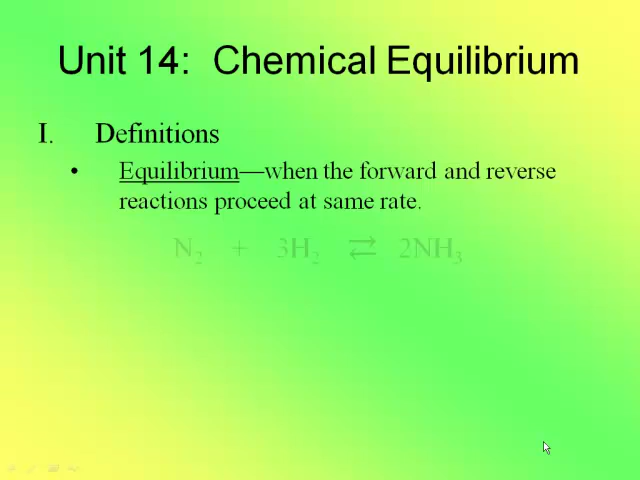 Unit 14:  Chemical Equilibrium
I. Definitions
• Equilibrium—when the forward and reverse
reactions proceed at same rate.
N₂ + 3H₂ ⇄ 2NH₃